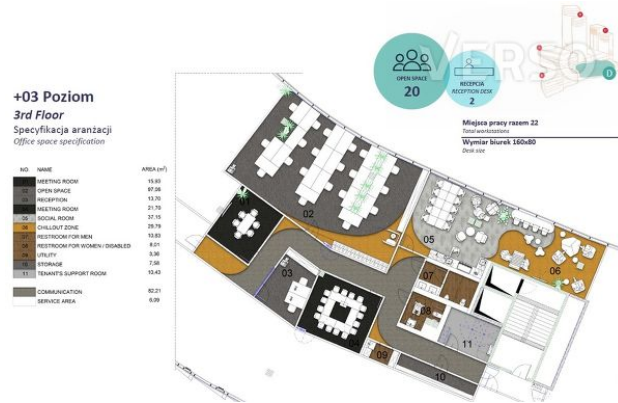 VERSO
OPEN SPACE
20
RECEPCJA
RECEPTION DESK
2
D
Miejsca pracy razem 22
Total workstations
Wymiar biurek 160x80
Desk size
+03 Poziom
3rd Floor
Specyfikacja aranżacji
Office space specification
NO. NAME AREA (m²)
MEETING ROOM 15,93
02 OPEN SPACE 97,56
03 RECEPTION 13,70
04 MEETING ROOM 21,70
05 SOCIAL ROOM 37,15
06 CHILLOUT ZONE 29,79
07 RESTROOM FOR MEN 13,83
08 RESTROOM FOR WOMEN / DISABLED 8,01
09 UTILITY 3,36
10 STORAGE 7,58
11 TENANT'S SUPPORT ROOM 13,43
COMMUNICATION 82,21
SERVICE AREA 6,09
01
02
03
04
05
06
07
08
09
10
11